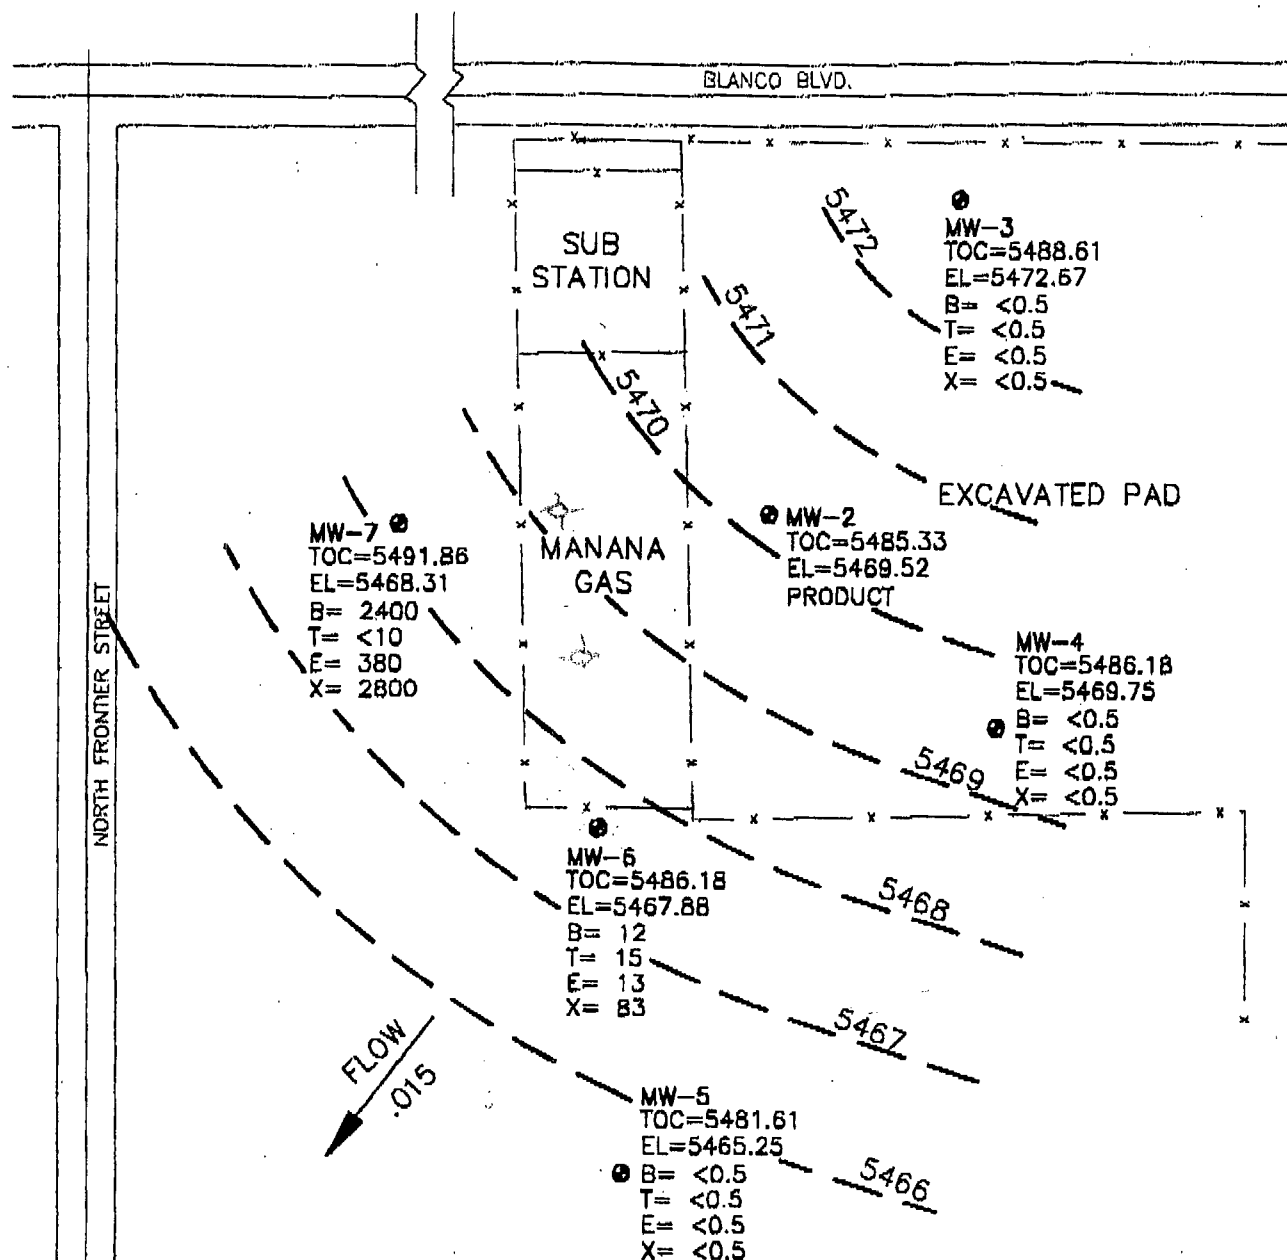 BLANCO BLVD.
SUB
STATION
5472
MW-3
TOC=5488.61
EL=5472.67
B= <0.5
T= <0.5
E= <0.5
X= <0.5
5471
5470
EXCAVATED PAD
MW-2
TOC=5485.33
EL=5469.52
PRODUCT
MANANA
GAS
MW-7
TOC=5491.86
EL=5468.31
B= 2400
T= <10
E= 380
X= 2800
NORTH FRONTIER STREET
MW-4
TOC=5486.18
EL=5469.75
B= <0.5
T= <0.5
E= <0.5
X= <0.5
5469
MW-6
TOC=5486.18
EL=5467.88
B= 12
T= 15
E= 13
X= 83
5468
5467
FLOW
.015
MW-5
TOC=5481.61
EL=5465.25
B= <0.5
T= <0.5
E= <0.5
X= <0.5
5466